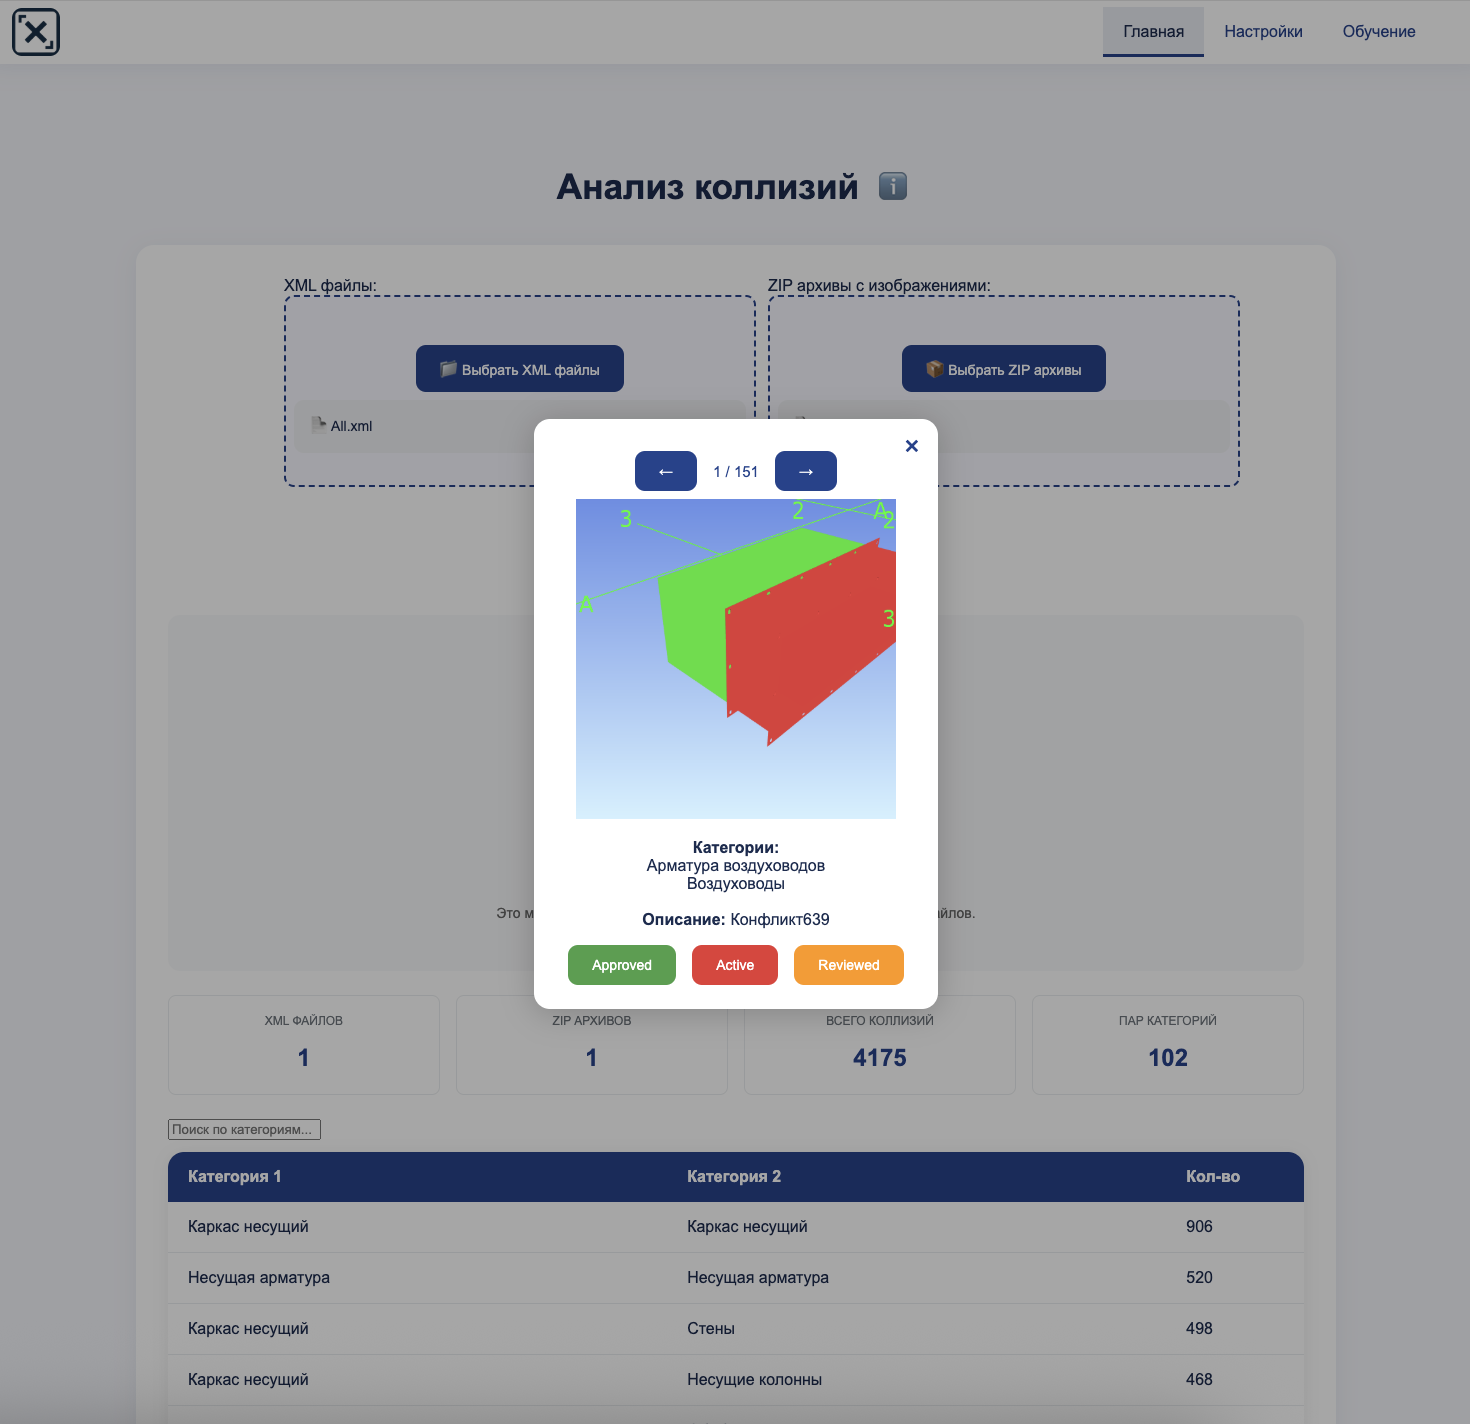 Главная Настройки Обучение
Анализ коллизий
XML файлы:
ZIP архивы с изображениями:
Выбрать XML файлы
Выбрать ZIP архивы
All.xml
×
← 1 / 151 →
3
2
A
2
A
3
Категории:
Арматура воздуховодов
Воздуховоды
Это
Описание: Конфликт639
Approved Active Reviewed
XML ФАЙЛОВ
1
ZIP АРХИВОВ
1
ВСЕГО КОЛЛИЗИЙ
4175
ПАР КАТЕГОРИЙ
102
Поиск по категориям...
Категория 1 Категория 2 Кол-во
Каркас несущий Каркас несущий 906
Несущая арматура Несущая арматура 520
Каркас несущий Стены 498
Каркас несущий Несущие колонны 468